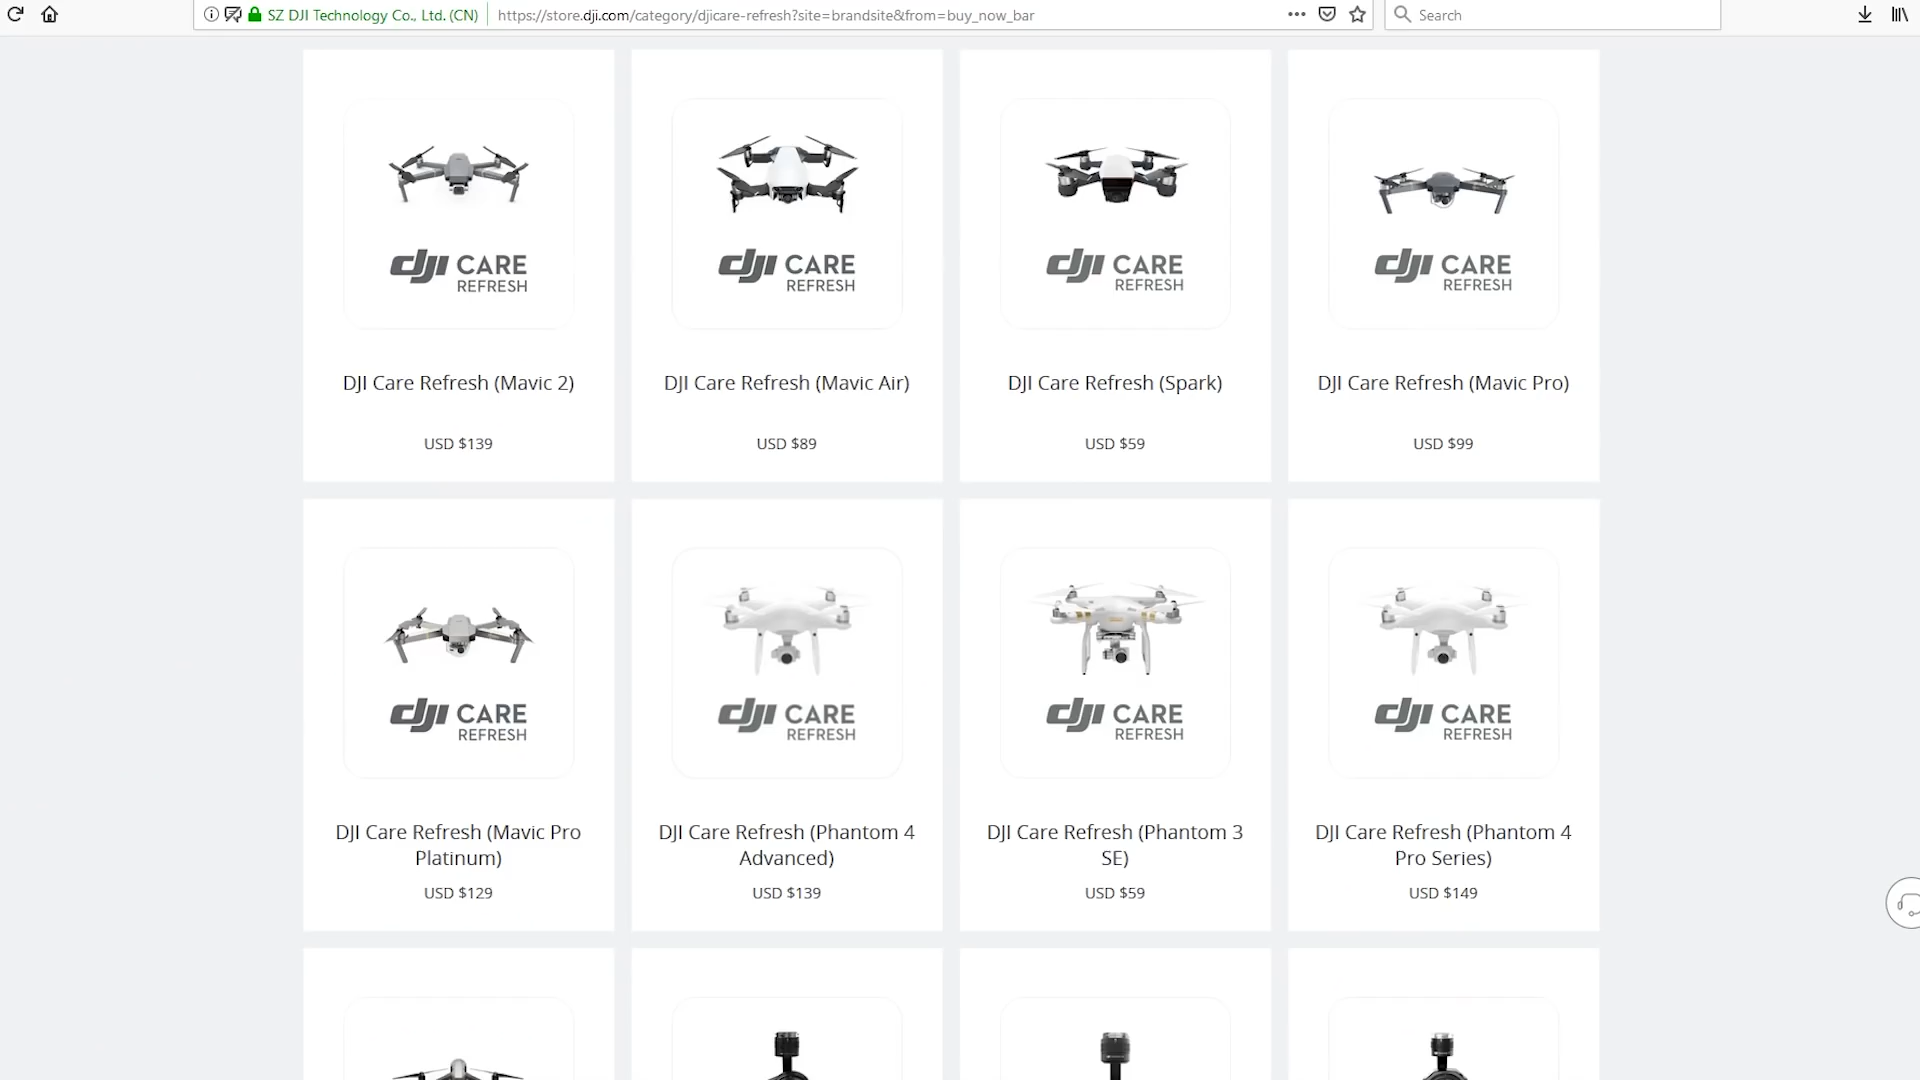 SZ DJI Technology Co., Ltd. (CN)
https://store.dji.com/category/djicare-refresh?site=brandsite&from=buy_now_bar
Search
dji CARE
REFRESH
dji CARE
REFRESH
dji CARE
REFRESH
dji CARE
REFRESH
DJI Care Refresh (Mavic 2)
DJI Care Refresh (Mavic Air)
DJI Care Refresh (Spark)
DJI Care Refresh (Mavic Pro)
USD $139
USD $89
USD $59
USD $99
dji CARE
REFRESH
dji CARE
REFRESH
dji CARE
REFRESH
dji CARE
REFRESH
DJI Care Refresh (Mavic Pro
Platinum)
DJI Care Refresh (Phantom 4
Advanced)
DJI Care Refresh (Phantom 3
SE)
DJI Care Refresh (Phantom 4
Pro Series)
USD $129
USD $139
USD $59
USD $149